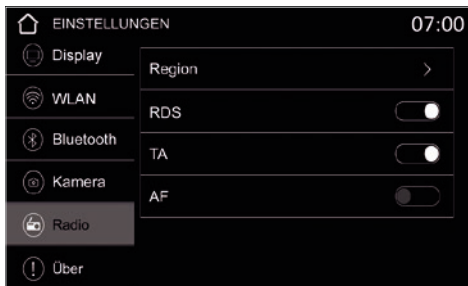 EINSTELLUNGEN
07:00
Display
WLAN
Bluetooth
Kamera
Radio
Über
Region
RDS
TA
AF